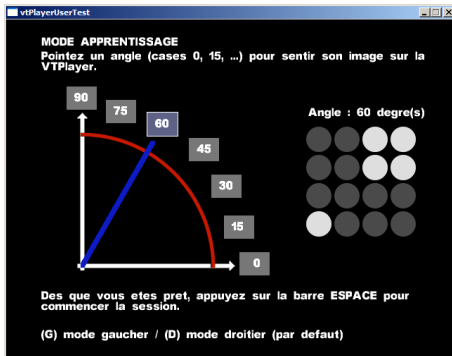 vtPlayerUserTest
MODE APPRENTISSAGE
Pointez un angle (cases 0, 15, ...) pour sentir son image sur la
VTPlayer.
90
75
60
45
30
15
0
Angle : 60 degre(s)
Des que vous etes pret, appuyez sur la barre ESPACE pour
commencer la session.
(G) mode gaucher / (D) mode droitier (par defaut)